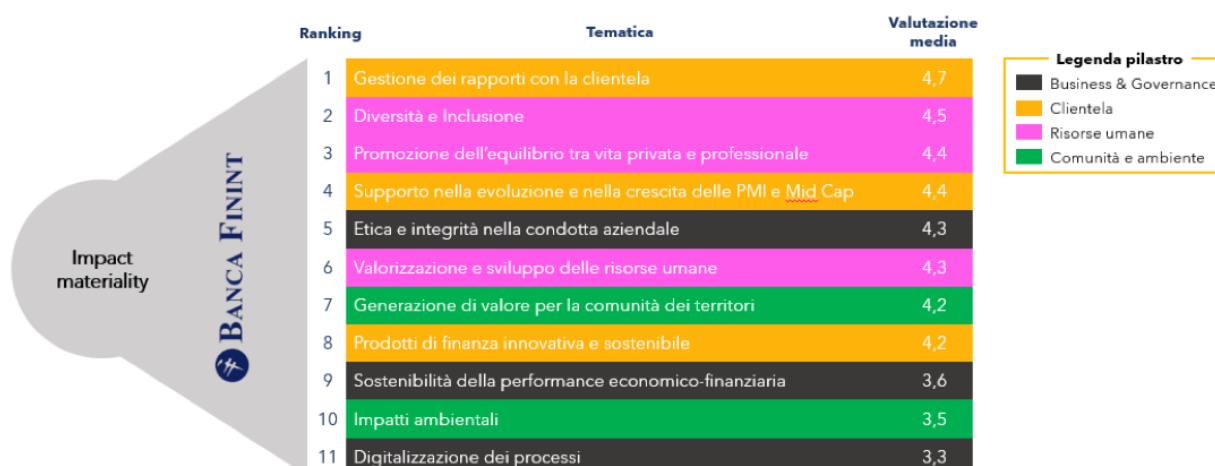 Ranking Tematica Valutazione
media
1 Gestione dei rapporti con la clientela 4,7
2 Diversità e Inclusione 4,5
3 Promozione dell'equilibrio tra vita privata e professionale 4,4
4 Supporto nella evoluzione e nella crescita delle PMI e Mid Cap 4,4
5 Etica e integrità nella condotta aziendale 4,3
6 Valorizzazione e sviluppo delle risorse umane 4,3
7 Generazione di valore per la comunità dei territori 4,2
8 Prodotti di finanza innovativa e sostenibile 4,2
9 Sostenibilità della performance economico-finanziaria 3,6
10 Impatti ambientali 3,5
11 Digitalizzazione dei processi 3,3
Impact
materiality
BANCA FININT
Legenda pilastro
Business & Governance
Clientela
Risorse umane
Comunità e ambiente